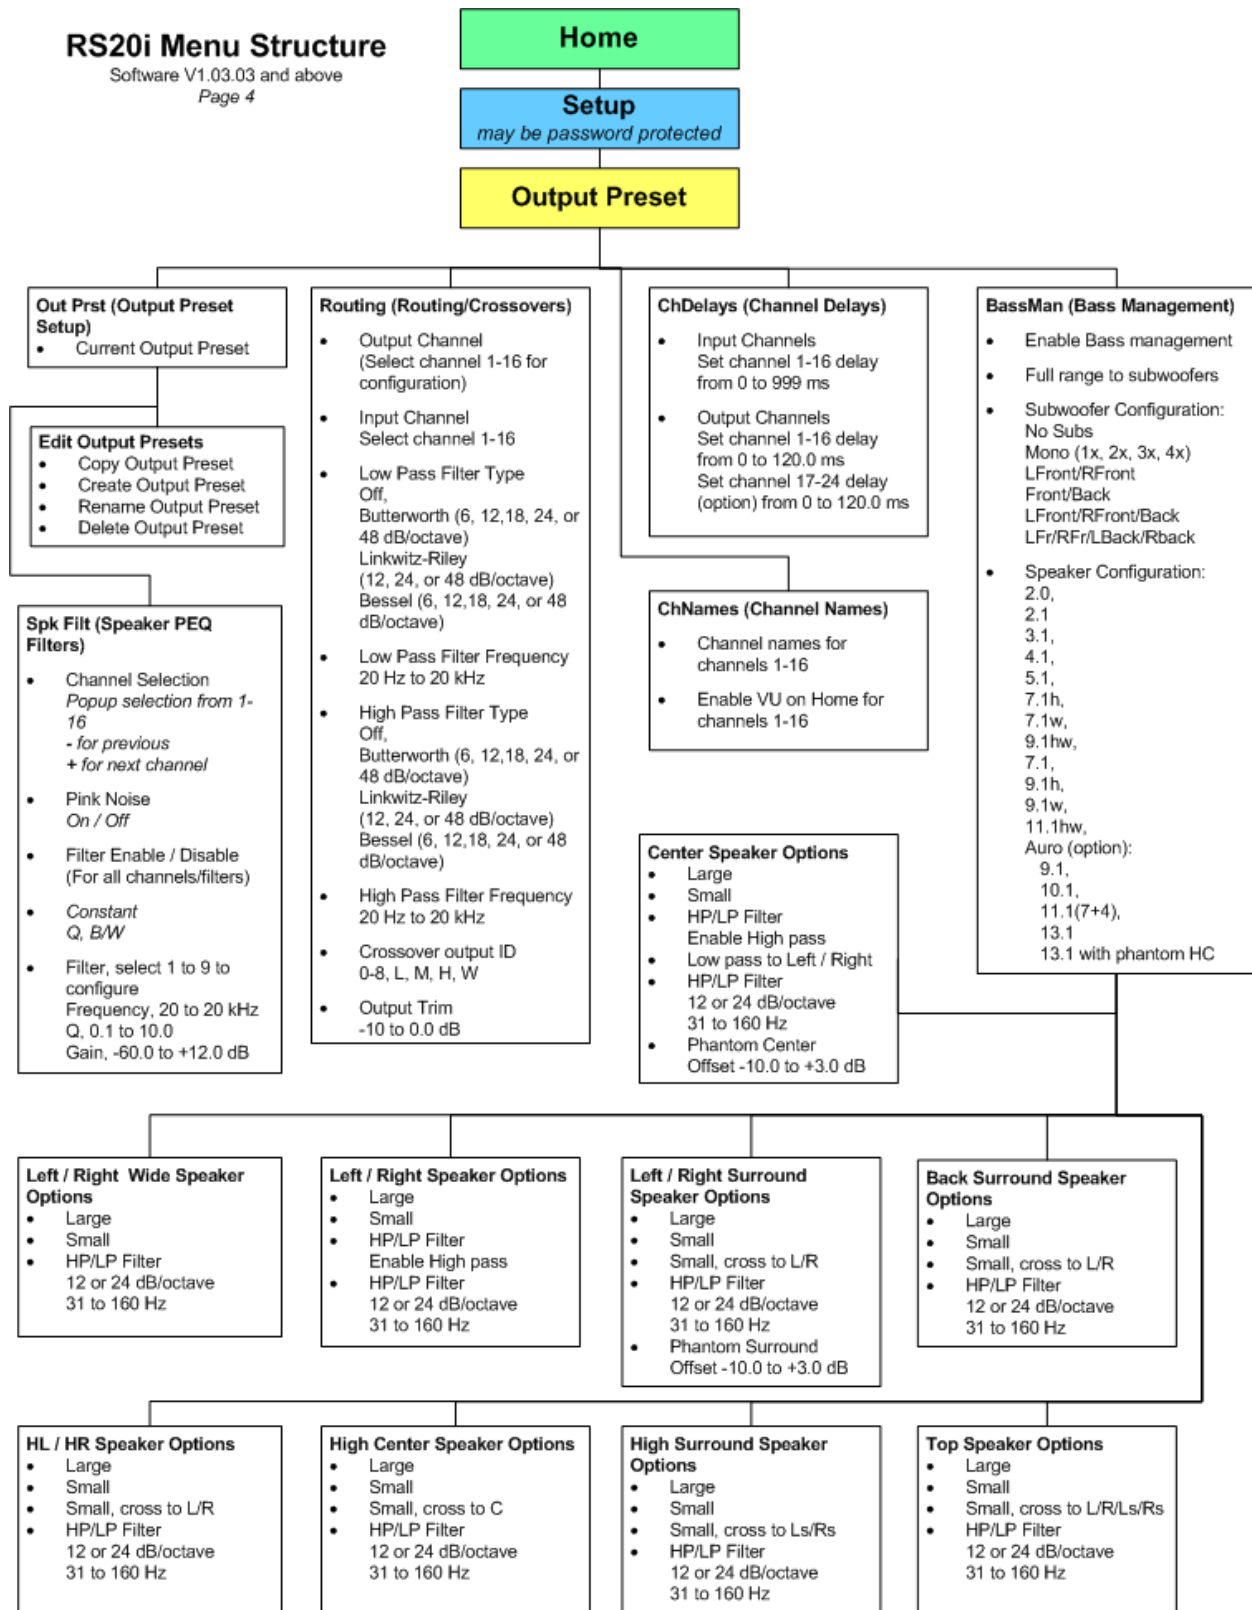 RS20i Menu Structure
Software V1.03.03 and above
Page 4
Home
Setup
may be password protected
Output Preset
Out Prst (Output Preset
Setup)
• Current Output Preset
Edit Output Presets
• Copy Output Preset
• Create Output Preset
• Rename Output Preset
• Delete Output Preset
Spk Filt (Speaker PEQ
Filters)
• Channel Selection
Popup selection from 1-
16
- for previous
+ for next channel
• Pink Noise
On / Off
• Filter Enable / Disable
(For all channels/filters)
• Constant
Q, B/W
• Filter, select 1 to 9 to
configure
Frequency, 20 to 20 kHz
Q, 0.1 to 10.0
Gain, -60.0 to +12.0 dB
Routing (Routing/Crossovers)
• Output Channel
(Select channel 1-16 for
configuration)
• Input Channel
Select channel 1-16
• Low Pass Filter Type
Off,
Butterworth (6, 12,18, 24, or
48 dB/octave)
Linkwitz-Riley
(12, 24, or 48 dB/octave)
Bessel (6, 12,18, 24, or 48
dB/octave)
• Low Pass Filter Frequency
20 Hz to 20 kHz
• High Pass Filter Type
Off,
Butterworth (6, 12,18, 24, or
48 dB/octave)
Linkwitz-Riley
(12, 24, or 48 dB/octave)
Bessel (6, 12,18, 24, or 48
dB/octave)
• High Pass Filter Frequency
20 Hz to 20 kHz
• Crossover output ID
0-8, L, M, H, W
• Output Trim
-10 to 0.0 dB
ChDelays (Channel Delays)
• Input Channels
Set channel 1-16 delay
from 0 to 999 ms
• Output Channels
Set channel 1-16 delay
from 0 to 120.0 ms
Set channel 17-24 delay
(option) from 0 to 120.0 ms
ChNames (Channel Names)
• Channel names for
channels 1-16
• Enable VU on Home for
channels 1-16
BassMan (Bass Management)
• Enable Bass management
• Full range to subwoofers
• Subwoofer Configuration:
No Subs
Mono (1x, 2x, 3x, 4x)
LFront/RFront
Front/Back
LFront/RFront/Back
LFr/RFr/LBack/Rback
• Speaker Configuration:
2.0,
2.1
3.1,
4.1,
5.1,
7.1h,
7.1w,
9.1hw,
7.1,
9.1h,
9.1w,
11.1hw,
Auro (option):
9.1,
10.1,
11.1(7+4),
13.1
13.1 with phantom HC
Center Speaker Options
• Large
• Small
• HP/LP Filter
Enable High pass
• Low pass to Left / Right
• HP/LP Filter
12 or 24 dB/octave
31 to 160 Hz
• Phantom Center
Offset -10.0 to +3.0 dB
Left / Right Wide Speaker
Options
• Large
• Small
• HP/LP Filter
12 or 24 dB/octave
31 to 160 Hz
Left / Right Speaker Options
• Large
• Small
• HP/LP Filter
Enable High pass
• HP/LP Filter
12 or 24 dB/octave
31 to 160 Hz
Left / Right Surround
Speaker Options
• Large
• Small
• Small, cross to L/R
• HP/LP Filter
12 or 24 dB/octave
31 to 160 Hz
• Phantom Surround
Offset -10.0 to +3.0 dB
Back Surround Speaker
Options
• Large
• Small
• Small, cross to L/R
• HP/LP Filter
12 or 24 dB/octave
31 to 160 Hz
HL / HR Speaker Options
• Large
• Small
• Small, cross to L/R
• HP/LP Filter
12 or 24 dB/octave
31 to 160 Hz
High Center Speaker Options
• Large
• Small
• Small, cross to C
• HP/LP Filter
12 or 24 dB/octave
31 to 160 Hz
High Surround Speaker
Options
• Large
• Small
• Small, cross to Ls/Rs
• HP/LP Filter
12 or 24 dB/octave
31 to 160 Hz
Top Speaker Options
• Large
• Small
• Small, cross to L/R/Ls/Rs
• HP/LP Filter
12 or 24 dB/octave
31 to 160 Hz